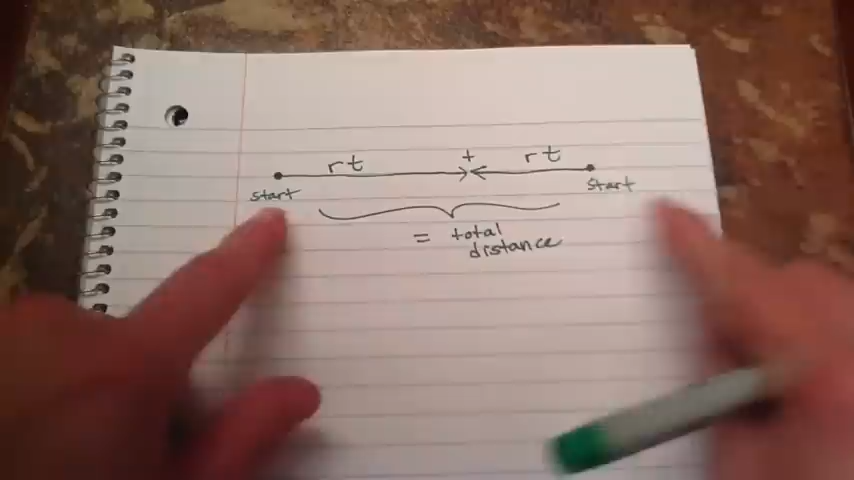 rt + rt
start start
= total
distance